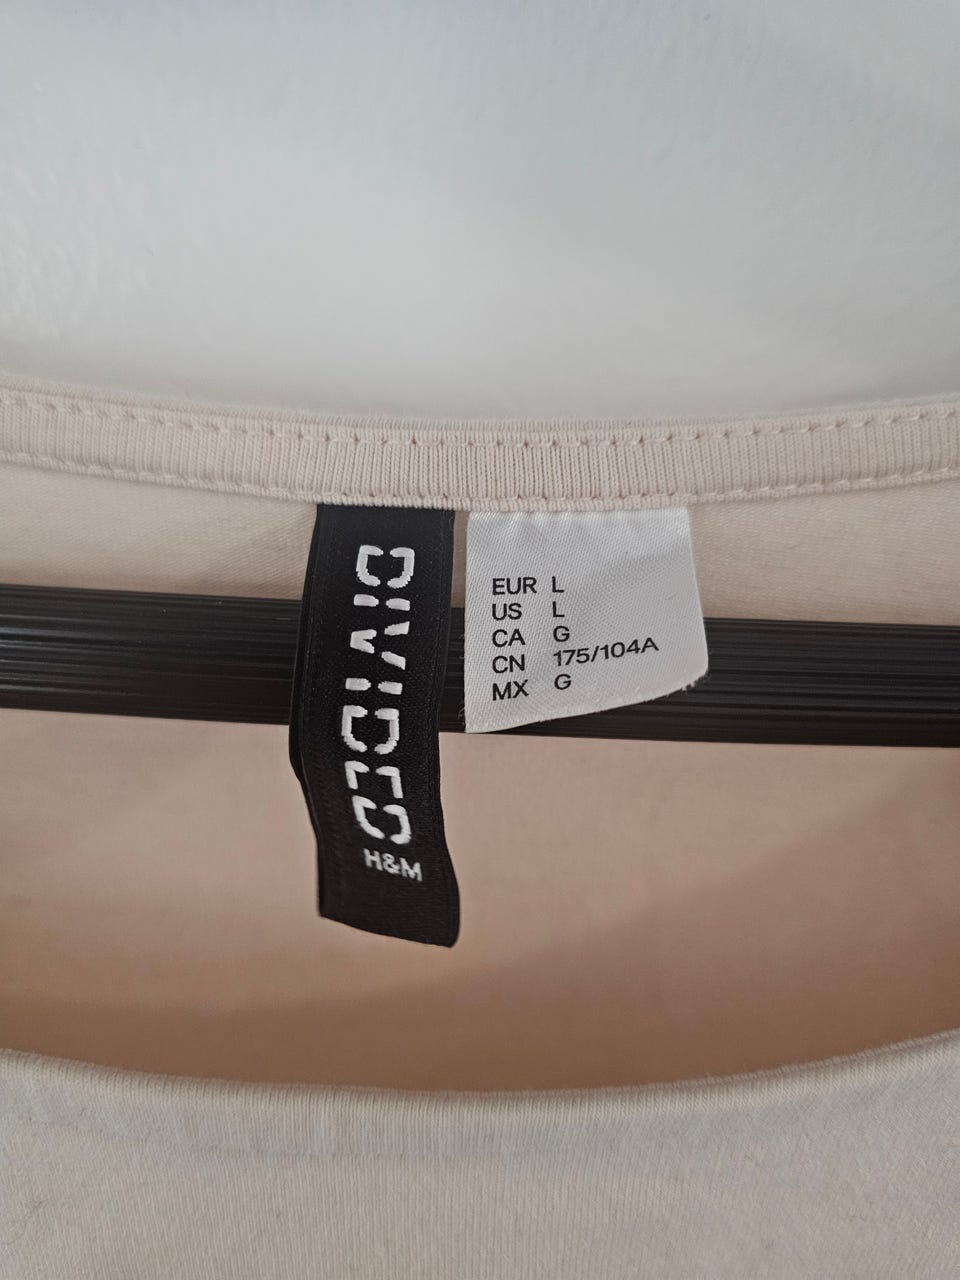 DIVIDED
H&M
EUR L
US L
CA G
CN 175/104A
MX G